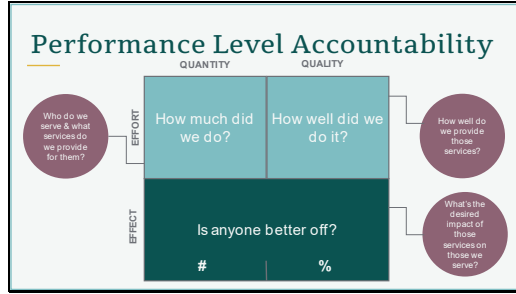 Performance Level Accountability
QUANTITY
QUALITY
EFFORT
Who do we
serve & what
services do
we provide
for them?
How much did
we do?
How well did we
do it?
How well do
we provide
those
services?
EFFECT
Is anyone better off?
#
%
What's the
desired
impact of
those
services on
those we
serve?